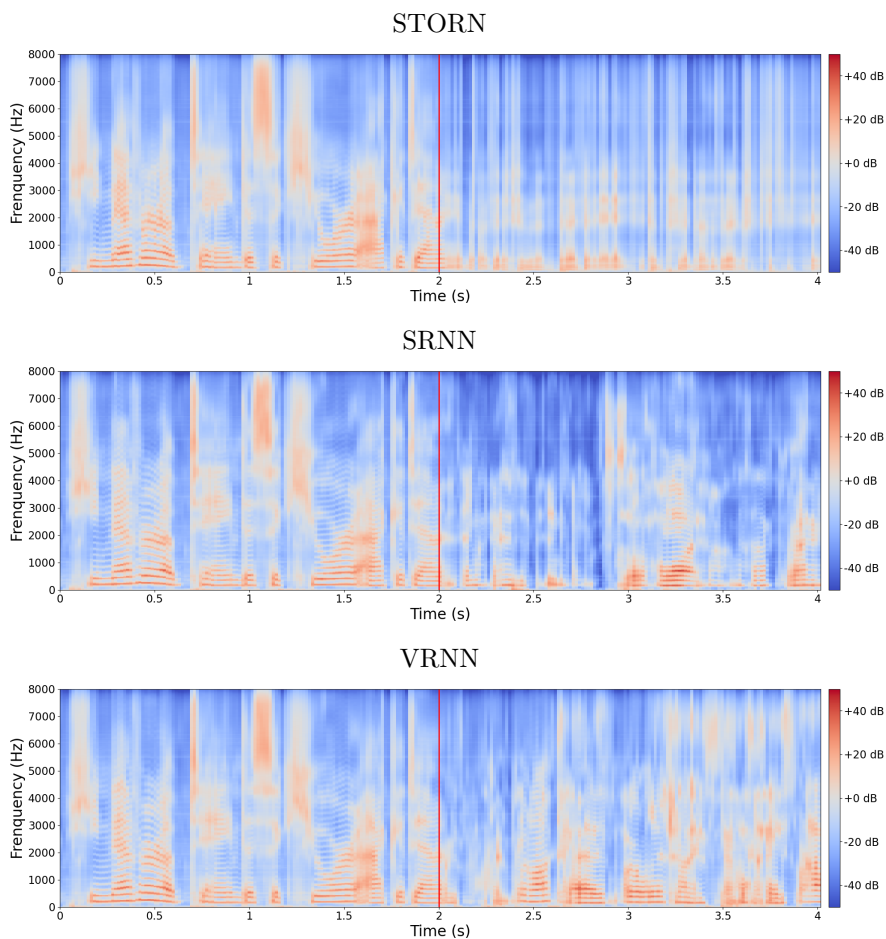 STORN
8000
7000
6000
5000
4000
3000
2000
1000
0
Frenquency (Hz)
0 0.5 1 1.5 2 2.5 3 3.5 4
Time (s)
+40 dB
+20 dB
+0 dB
-20 dB
-40 dB
SRNN
8000
7000
6000
5000
4000
3000
2000
1000
0
Frenquency (Hz)
0 0.5 1 1.5 2 2.5 3 3.5 4
Time (s)
+40 dB
+20 dB
+0 dB
-20 dB
-40 dB
VRNN
8000
7000
6000
5000
4000
3000
2000
1000
0
Frenquency (Hz)
0 0.5 1 1.5 2 2.5 3 3.5 4
Time (s)
+40 dB
+20 dB
+0 dB
-20 dB
-40 dB